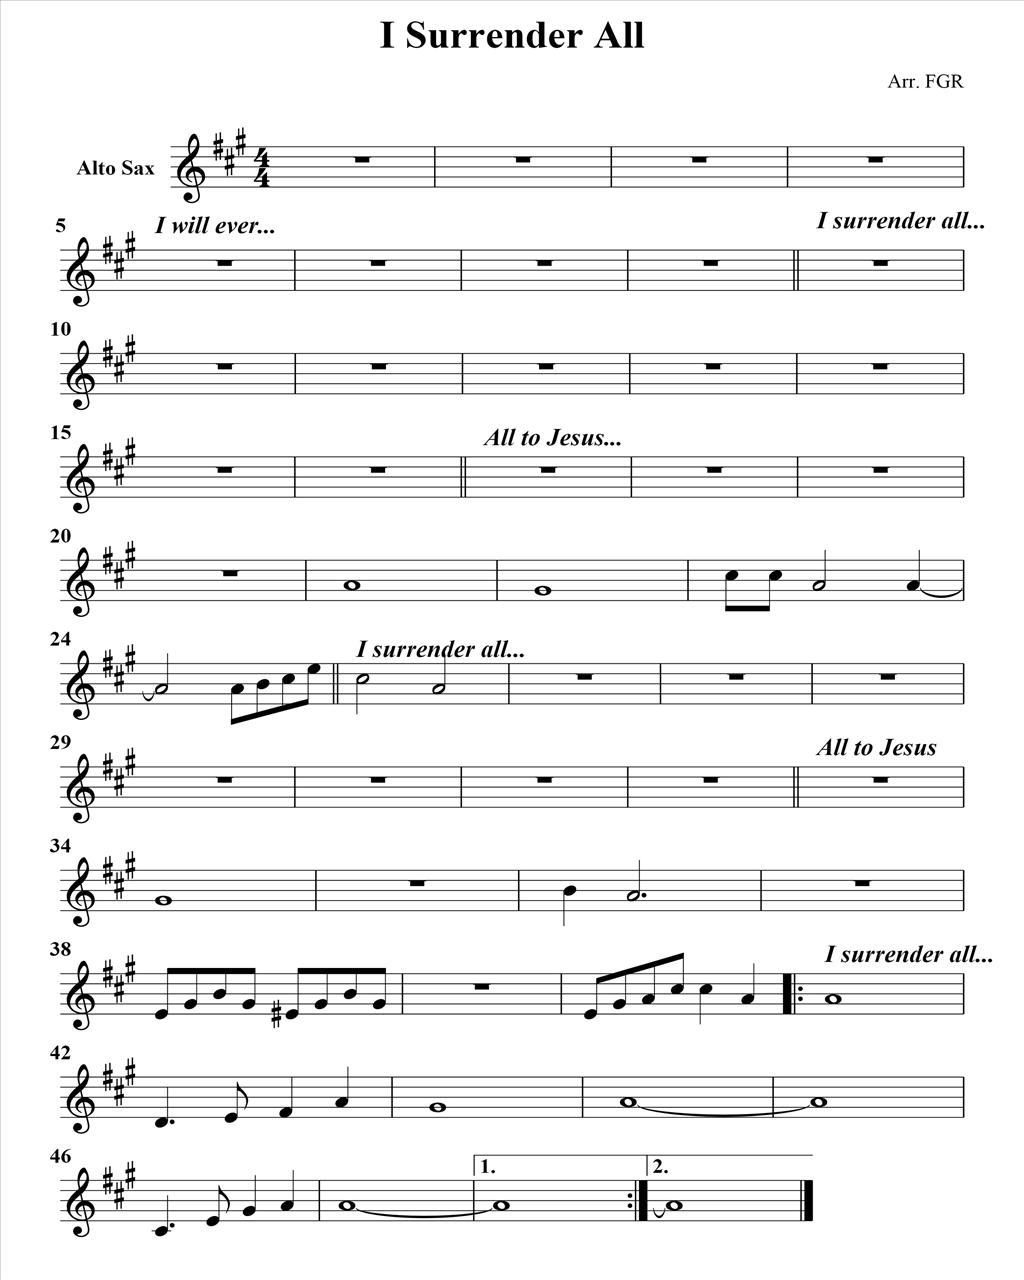 I Surrender All
Arr. FGR
Alto Sax
4
4
5 I will ever... I surrender all...
10
15 All to Jesus...
20
24 I surrender all...
29 All to Jesus
34
38 I surrender all...
42
46 1. 2.